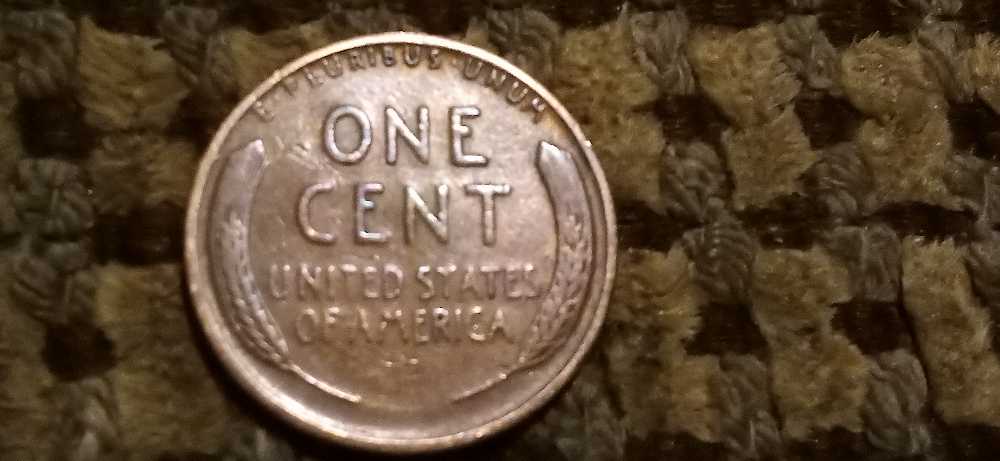 E·PLURIBUS·UNUM
ONE
CENT
UNITED STATES
OF AMERICA